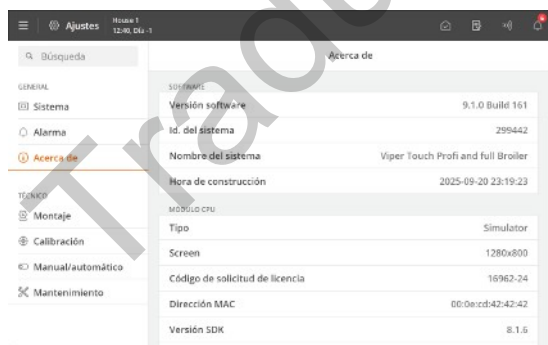 Ajustes
House 1
12:40, Día -1
Búsqueda
Acerca de
GENERAL
Sistema
Alarma
Acerca de
TÉCNICO
Montaje
Calibración
Manual/automático
Mantenimiento
SOFTWARE
Versión software 9.1.0 Build 161
Id. del sistema 299442
Nombre del sistema Viper Touch Profi and full Broiler
Hora de construcción 2025-09-20 23:19:23
MODULO CPU
Tipo Simulator
Screen 1280x800
Código de solicitud de licencia 16962-24
Dirección MAC 00:0e:cd:42:42:42
Versión SDK 8.1.6
Tradu